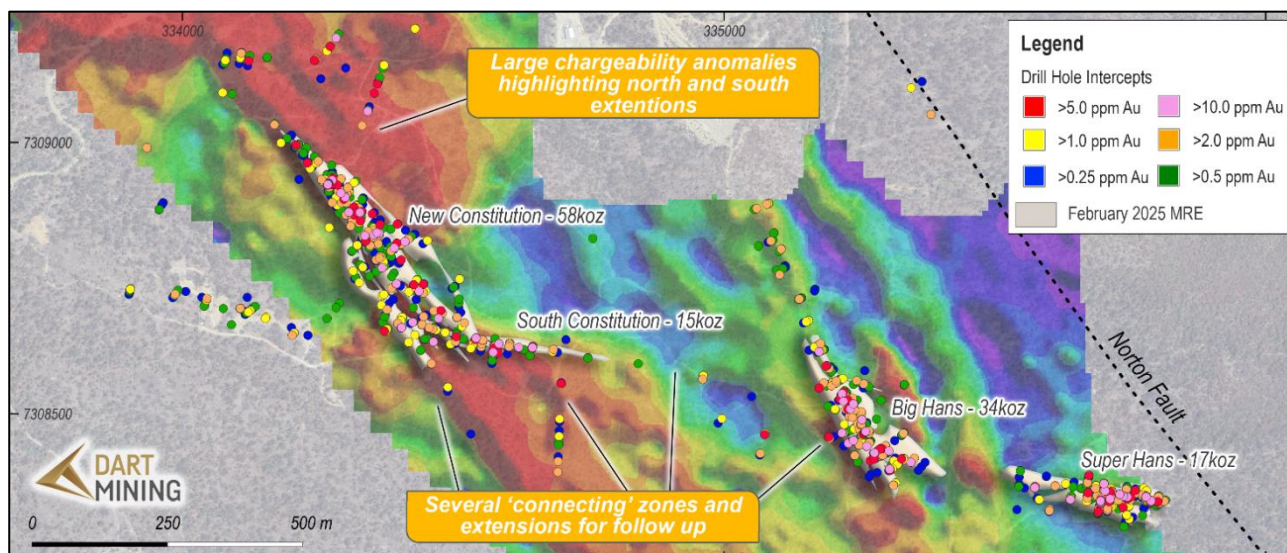 334000
335000
7309000
7308500
Large chargeability anomalies
highlighting north and south
extentions
New Constitution - 58koz
South Constitution - 15koz
Big Hans - 34koz
Super Hans - 17koz
Norton Fault
Several 'connecting' zones and
extensions for follow up
Legend
Drill Hole Intercepts
>5.0 ppm Au
>10.0 ppm Au
>1.0 ppm Au
>2.0 ppm Au
>0.25 ppm Au
>0.5 ppm Au
February 2025 MRE
DART
MINING
0
250
500 m